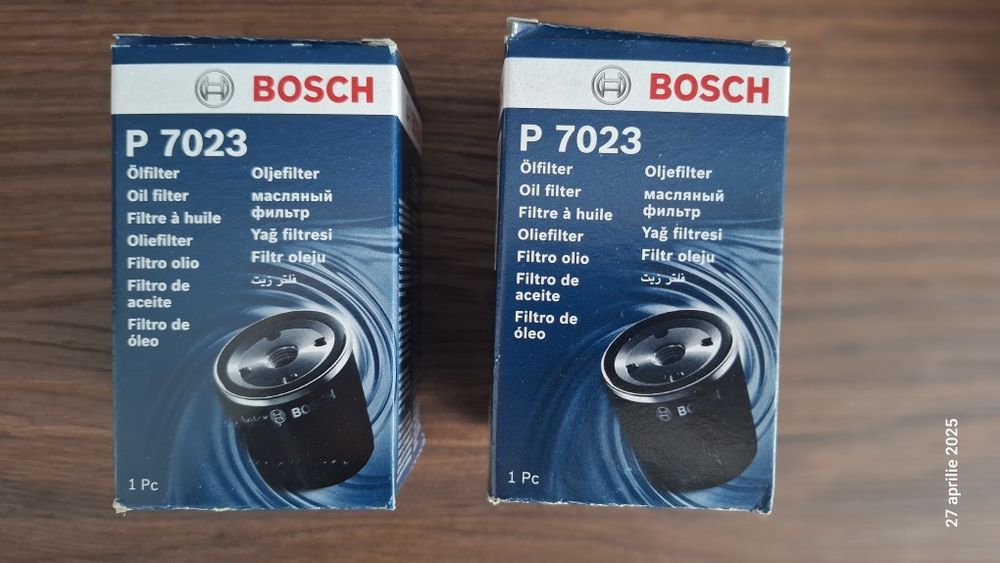 BOSCH
P 7023
Ölfilter
Oil filter
Filtre à huile
Oliefilter
Filtro olio
Filtro de
aceite
Filtro de
óleo
Oljefilter
масляный
фильтр
Yağ filtresi
Filtr oleju
فلتر زيت
BOSCH
1 Pc
BOSCH
P 7023
Ölfilter
Oil filter
Filtre à huile
Oliefilter
Filtro olio
Filtro de
aceite
Filtro de
óleo
Oljefilter
масляный
фильтр
Yağ filtresi
Filtr oleju
فلتر زيت
BOSCH
1 Pc
27 aprilie 2025